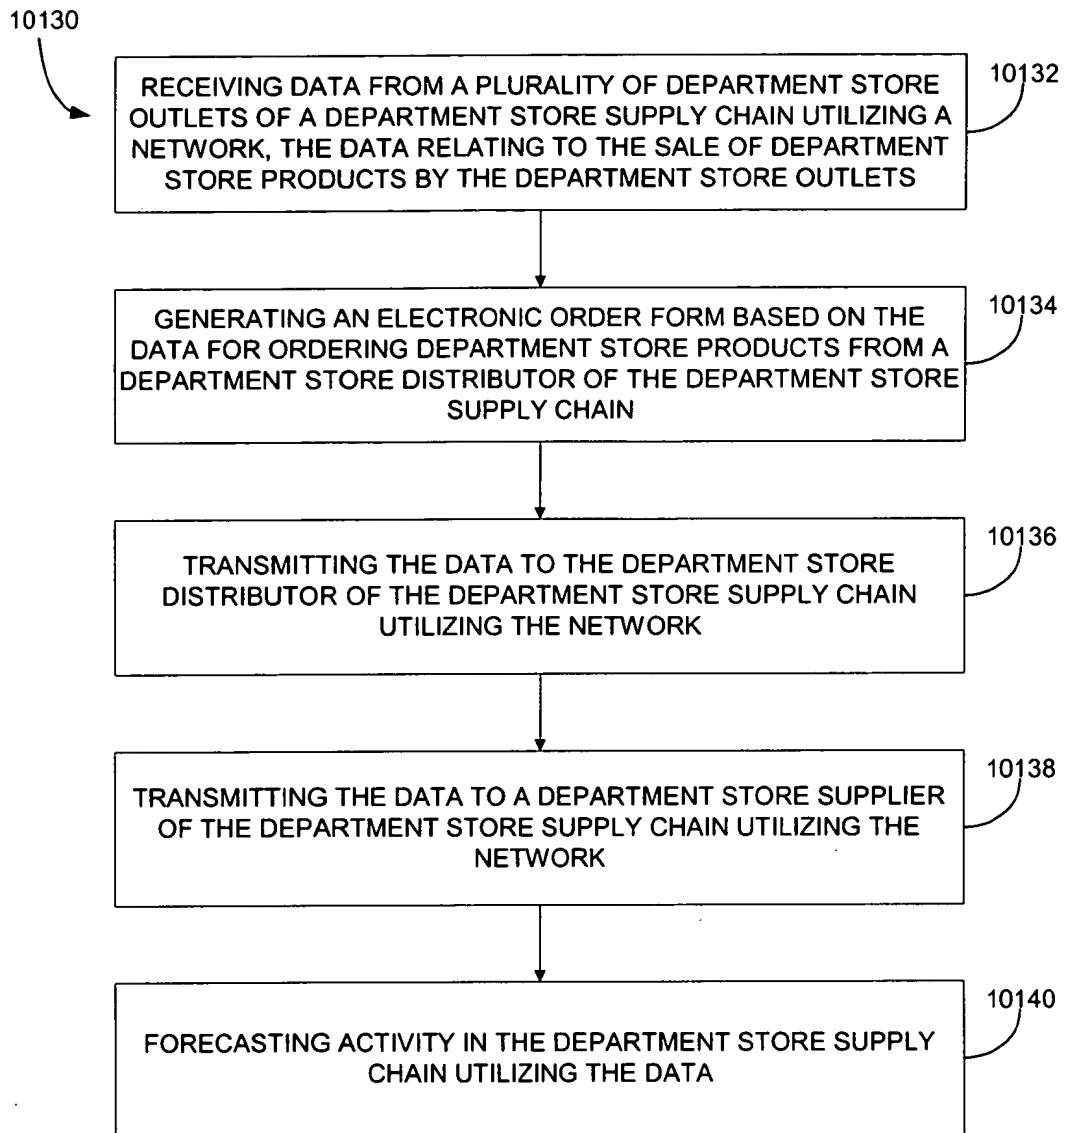 10130
10132
RECEIVING DATA FROM A PLURALITY OF DEPARTMENT STORE
OUTLETS OF A DEPARTMENT STORE SUPPLY CHAIN UTILIZING A
NETWORK, THE DATA RELATING TO THE SALE OF DEPARTMENT
STORE PRODUCTS BY THE DEPARTMENT STORE OUTLETS
10134
GENERATING AN ELECTRONIC ORDER FORM BASED ON THE
DATA FOR ORDERING DEPARTMENT STORE PRODUCTS FROM A
DEPARTMENT STORE DISTRIBUTOR OF THE DEPARTMENT STORE
SUPPLY CHAIN
10136
TRANSMITTING THE DATA TO THE DEPARTMENT STORE
DISTRIBUTOR OF THE DEPARTMENT STORE SUPPLY CHAIN
UTILIZING THE NETWORK
10138
TRANSMITTING THE DATA TO A DEPARTMENT STORE SUPPLIER
OF THE DEPARTMENT STORE SUPPLY CHAIN UTILIZING THE
NETWORK
10140
FORECASTING ACTIVITY IN THE DEPARTMENT STORE SUPPLY
CHAIN UTILIZING THE DATA